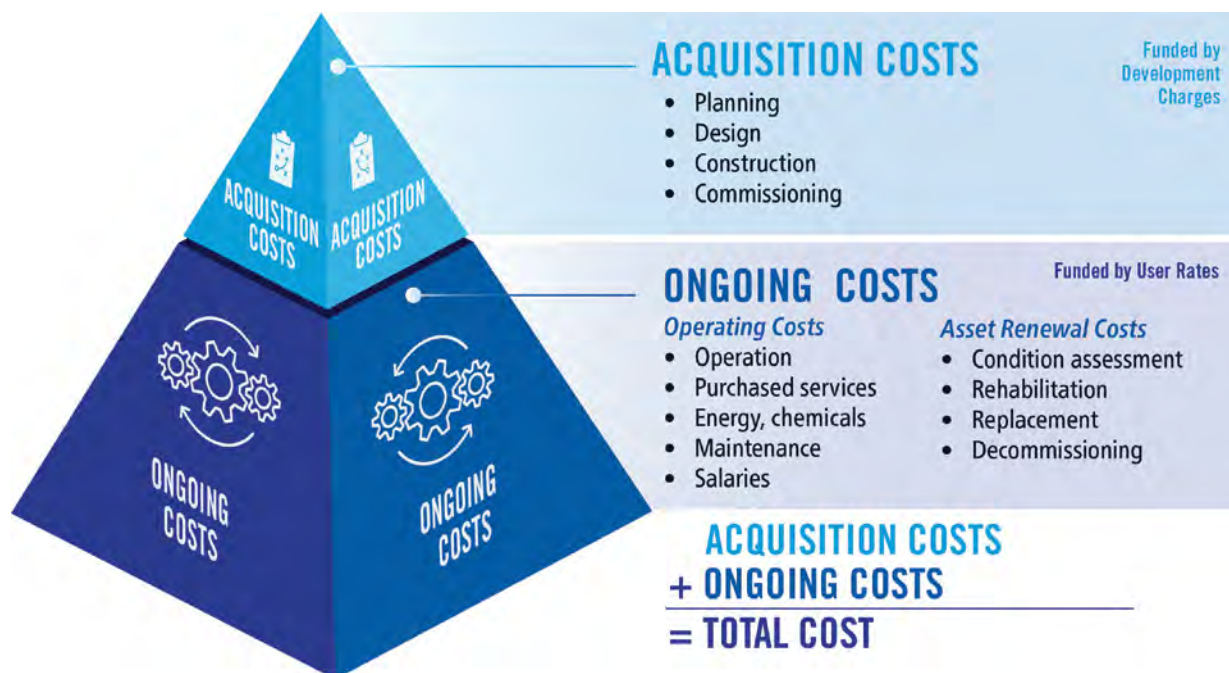 ACQUISITION COSTS
Funded by
Development
Charges
• Planning
• Design
• Construction
• Commissioning
ACQUISITION
COSTS
ACQUISITION
COSTS
ONGOING COSTS
Funded by User Rates
Operating Costs
• Operation
• Purchased services
• Energy, chemicals
• Maintenance
• Salaries
Asset Renewal Costs
• Condition assessment
• Rehabilitation
• Replacement
• Decommissioning
ONGOING
COSTS
ONGOING
COSTS
ACQUISITION COSTS
+ ONGOING COSTS
= TOTAL COST